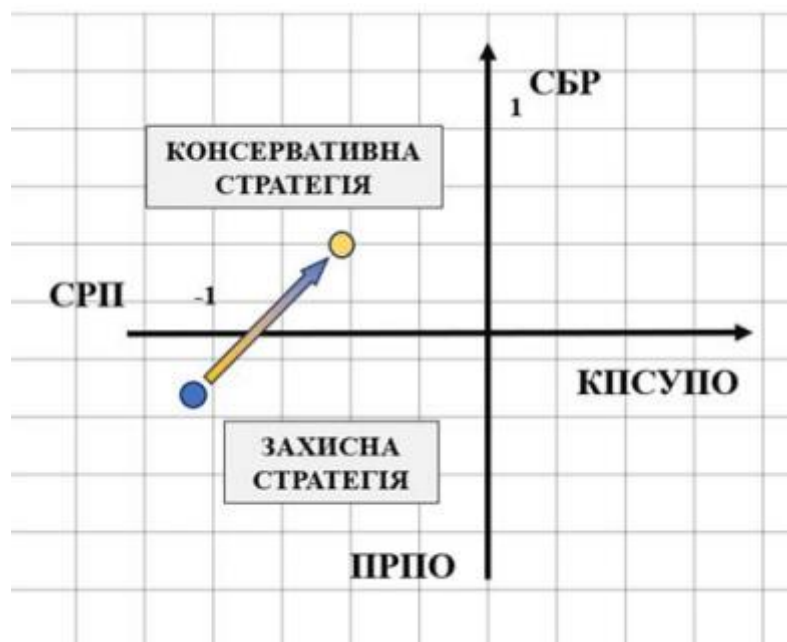 СБР
1
КОНСЕРВАТИВНА
СТРАТЕГІЯ
СРП
-1
КПСУПО
ЗАХИСНА
СТРАТЕГІЯ
ПРПО